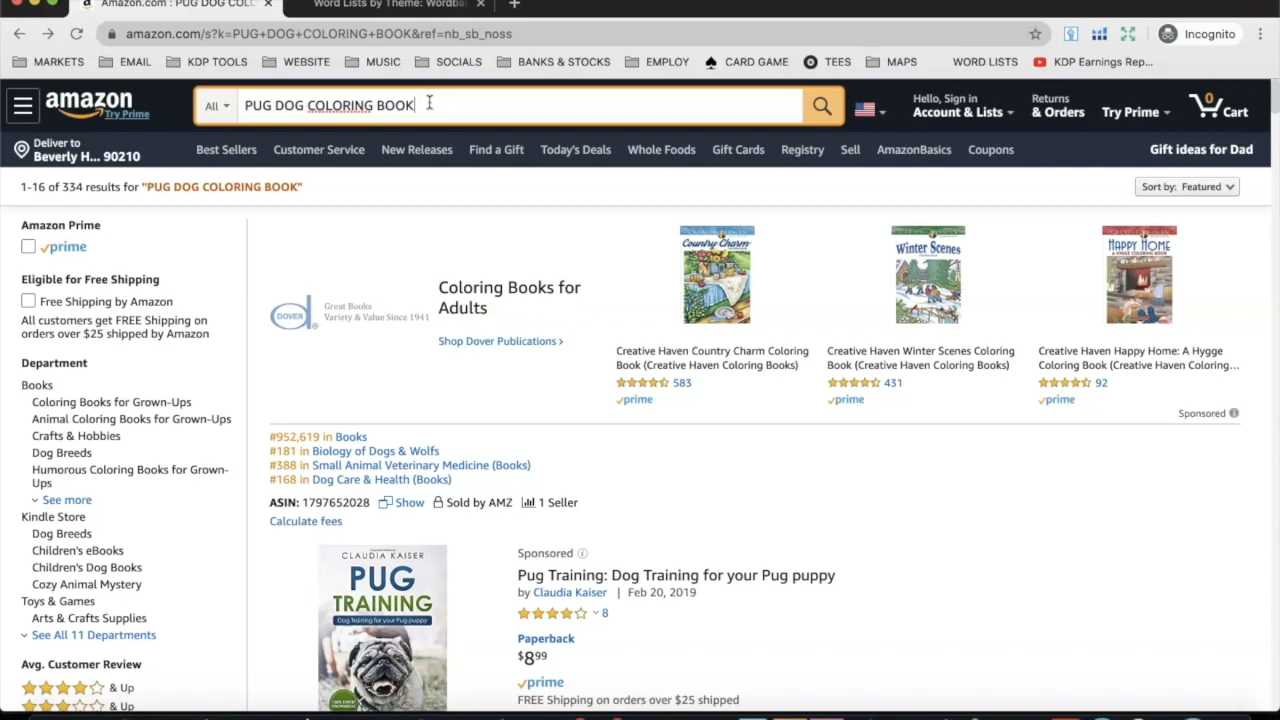 Amazon.com : PUG DOG COL
Word Lists by Theme: Wordba
amazon.com/s?k=PUG+DOG+COLORING+BOOK&ref=nb_sb_noss
Incognito
MARKETS EMAIL KDP TOOLS WEBSITE MUSIC SOCIALS BANKS & STOCKS EMPLOY CARD GAME TEES MAPS WORD LISTS KDP Earnings Rep...
amazon
Try Prime
All
PUG DOG COLORING BOOK
Hello, Sign in
Account & Lists
Returns
& Orders
Try Prime
0
Cart
Deliver to
Beverly H... 90210
Best Sellers Customer Service New Releases Find a Gift Today's Deals Whole Foods Gift Cards Registry Sell AmazonBasics Coupons
Gift ideas for Dad
1-16 of 334 results for "PUG DOG COLORING BOOK"
Sort by: Featured
Amazon Prime
prime
Eligible for Free Shipping
Free Shipping by Amazon
All customers get FREE Shipping on
orders over $25 shipped by Amazon
Department
Books
Coloring Books for Grown-Ups
Animal Coloring Books for Grown-Ups
Crafts & Hobbies
Dog Breeds
Humorous Coloring Books for Grown-
Ups
See more
Kindle Store
Dog Breeds
Children's eBooks
Children's Dog Books
Cozy Animal Mystery
Toys & Games
Arts & Crafts Supplies
See All 11 Departments
Avg. Customer Review
& Up
& Up
DOVER
Great Books
Variety & Value Since 1941
Coloring Books for
Adults
Shop Dover Publications ›
Country Charm
Creative Haven Country Charm Coloring
Book (Creative Haven Coloring Books)
583
prime
Winter Scenes
Creative Haven Winter Scenes Coloring
Book (Creative Haven Coloring Books)
431
prime
HAPPY HOME
Creative Haven Happy Home: A Hygge
Coloring Book (Creative Haven Coloring...
92
prime
Sponsored
#952,619 in Books
#181 in Biology of Dogs & Wolfs
#388 in Small Animal Veterinary Medicine (Books)
#168 in Dog Care & Health (Books)
ASIN: 1797652028 Show Sold by AMZ 1 Seller
Calculate fees
CLAUDIA KAISER
PUG
TRAINING
Dog Training for your Pug puppy
Sponsored
Pug Training: Dog Training for your Pug puppy
by Claudia Kaiser | Feb 20, 2019
8
Paperback
$899
prime
FREE Shipping on orders over $25 shipped